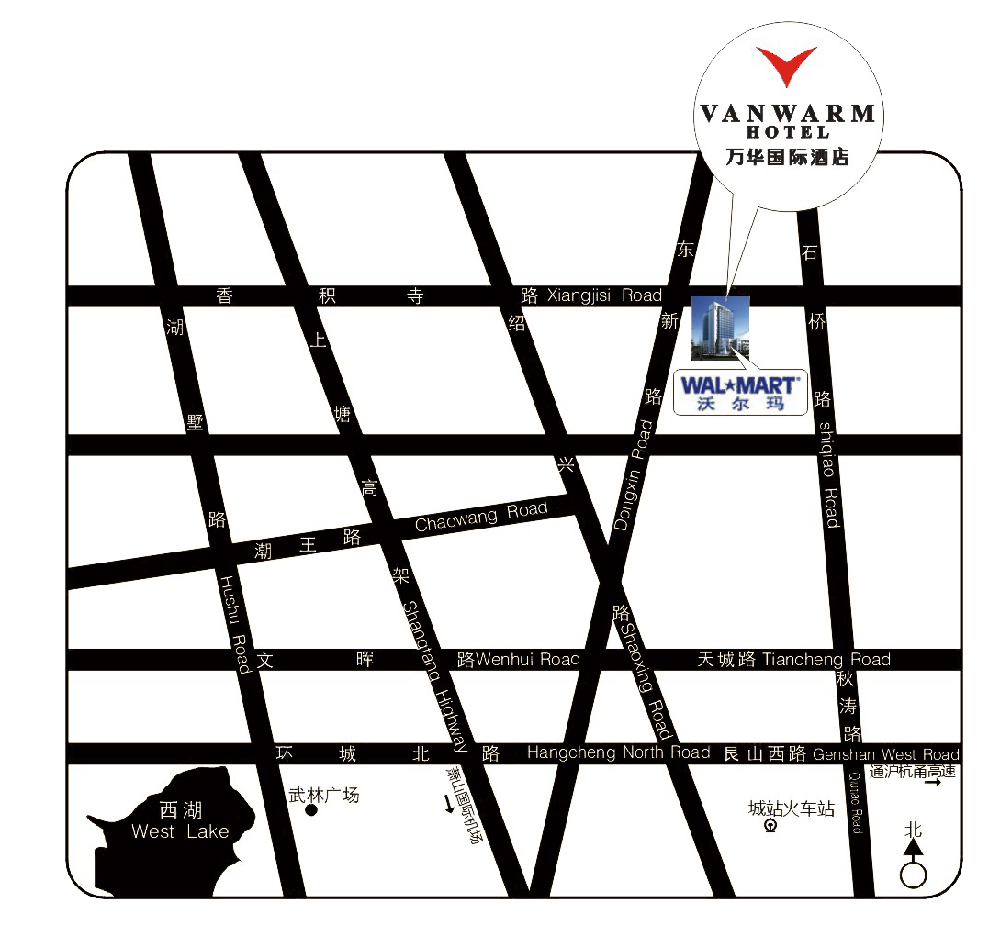 VANWARM
HOTEL
万华国际酒店
东新路 Dongxin Road
石桥路 shiqiao Road
香积寺路 Xiangjisi Road
湖墅路 Hushu Road
上塘高架 Shangtang Highway
绍兴路 Shaoxing Road
WAL★MART®
沃尔玛
潮王路 Chaowang Road
文晖路 Wenhui Road
天城路 Tiancheng Road
秋涛路 Qiutao Road
环城北路 Hangcheng North Road
艮山西路 Genshan West Road
通沪杭甬高速
萧山国际机场
武林广场
西湖
West Lake
城站火车站
北